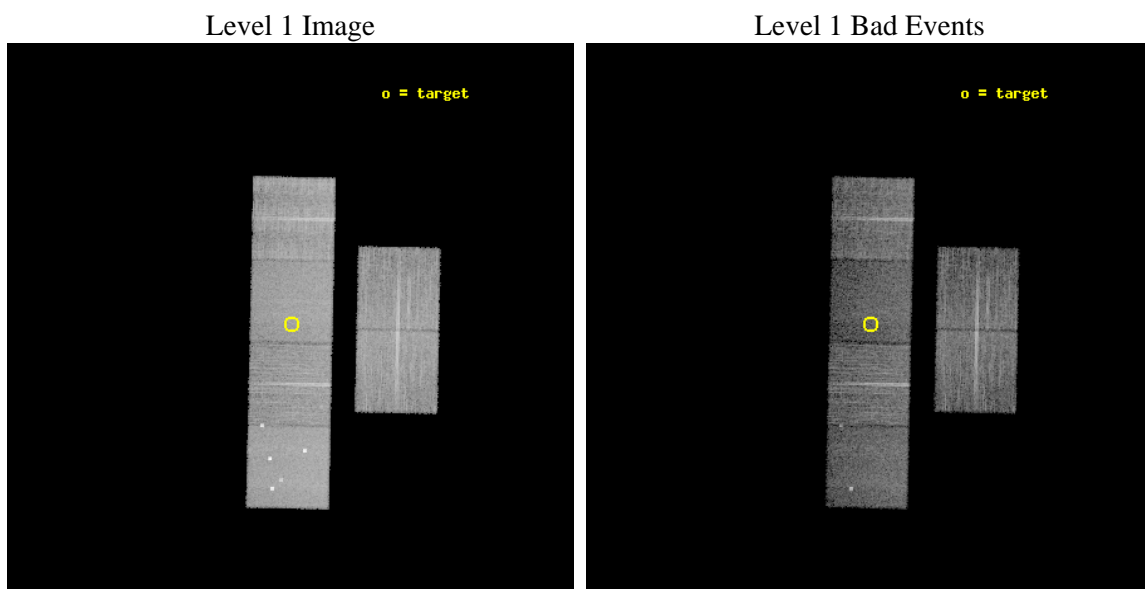 Level 1 Image
Level 1 Bad Events
o = target
o = target